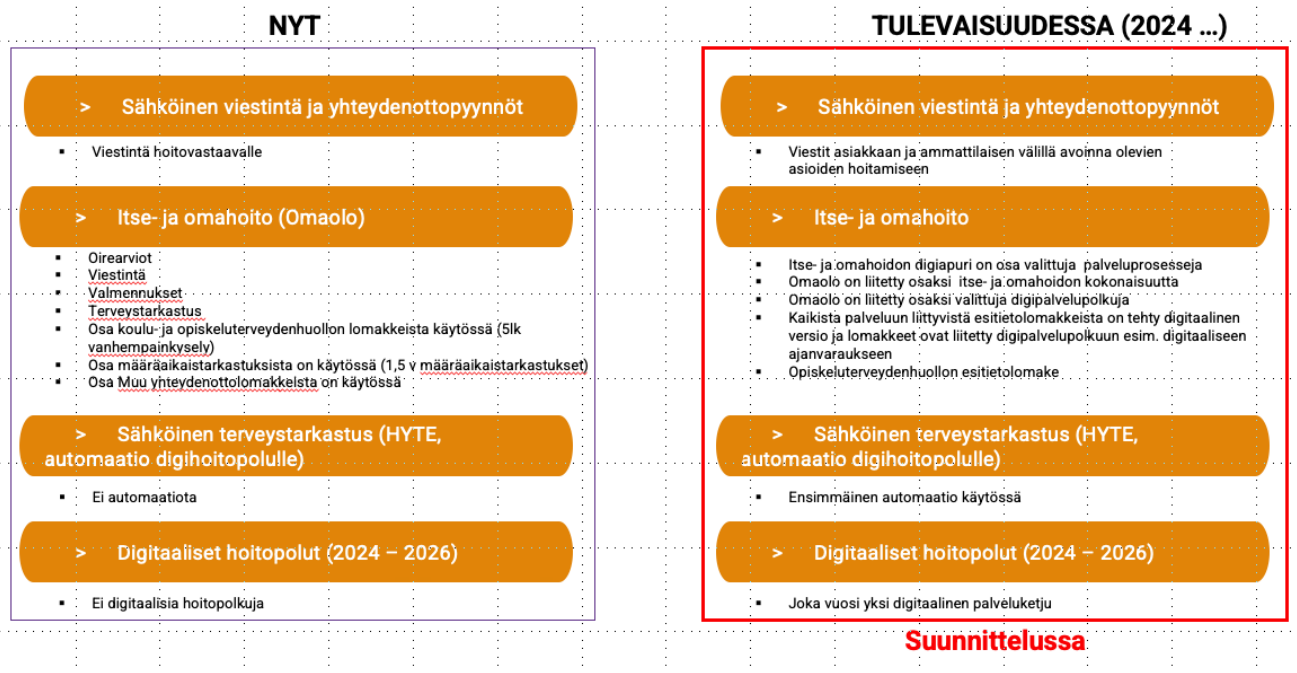 NYT
> Sähköinen viestintä ja yhteydenottopyynnöt
▪ Viestintä hoitovastaavalle
> Itse- ja omahoito (Omaolo)
▪ Oirearviot
▪ Viestintä
▪ Valmennukset
▪ Terveystarkastus
▪ Osa koulu- ja opiskeluterveydenhuollon lomakkeista käytössä (5lk
vanhempainkysely)
▪ Osa määräaikaistarkastuksista on käytössä (1,5 v määräaikaistarkastukset)
▪ Osa Muu yhteydenottolomakkeista on käytössä
> Sähköinen terveystarkastus (HYTE,
automaatio digihoitopolulle)
▪ Ei automaatiota
> Digitaaliset hoitopolut (2024 – 2026)
▪ Ei digitaalisia hoitopolkuja
TULEVAISUUDESSA (2024 ...)
> Sähköinen viestintä ja yhteydenottopyynnöt
▪ Viestit asiakkaan ja ammattilaisen välillä avoinna olevien
asioiden hoitamiseen
> Itse- ja omahoito
▪ Itse- ja omahoidon digiapuri on osa valittuja palveluprosesseja
▪ Omaolo on liitetty osaksi itse- ja omahoidon kokonaisuutta
▪ Omaolo on liitetty osaksi valittuja digipalvelupolkuja
▪ Kaikista palveluun liittyvistä esitietolomakkeista on tehty digitaalinen
versio ja lomakkeet ovat liitetty digipalvelupolkuun esim. digitaaliseen
ajanvaraukseen
▪ Opiskeluterveydenhuollon esitietolomake
> Sähköinen terveystarkastus (HYTE,
automaatio digihoitopolulle)
▪ Ensimmäinen automaatio käytössä
> Digitaaliset hoitopolut (2024 – 2026)
▪ Joka vuosi yksi digitaalinen palveluketju
Suunnittelussa